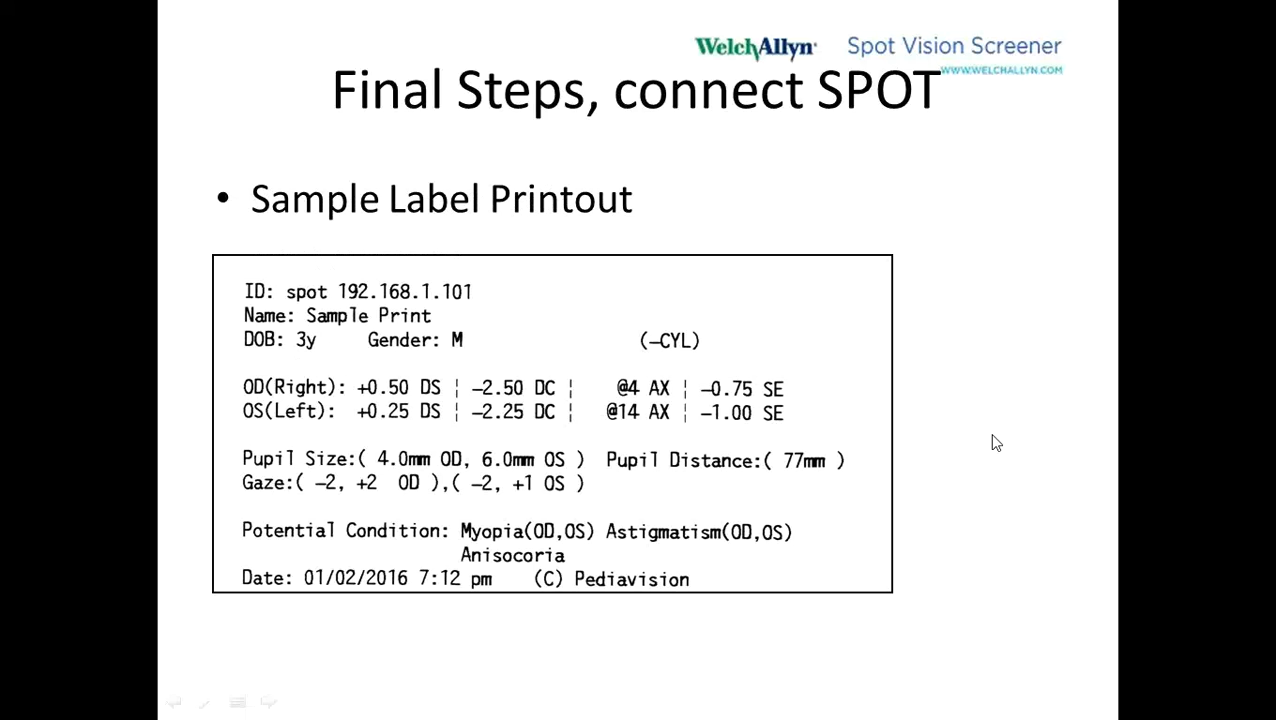 WelchAllyn® Spot Vision Screener
WWW.WELCHALLYN.COM
Final Steps, connect SPOT
• Sample Label Printout
ID: spot 192.168.1.101
Name: Sample Print
DOB: 3y Gender: M (-CYL)
OD(Right): +0.50 DS ¦ -2.50 DC ¦ @4 AX ¦ -0.75 SE
OS(Left): +0.25 DS ¦ -2.25 DC ¦ @14 AX ¦ -1.00 SE
Pupil Size:( 4.0mm OD, 6.0mm OS ) Pupil Distance:( 77mm )
Gaze:( -2, +2 OD ),( -2, +1 OS )
Potential Condition: Myopia(OD,OS) Astigmatism(OD,OS)
Anisocoria
Date: 01/02/2016 7:12 pm (C) Pediavision